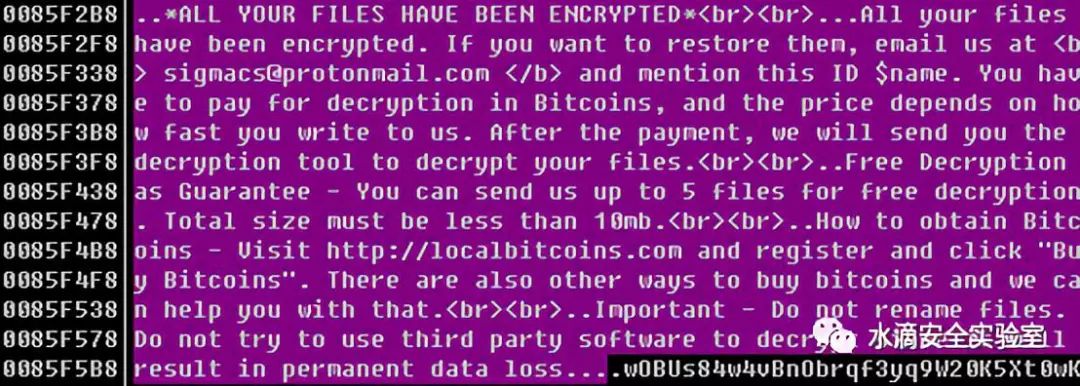 0085F2B8 ..*ALL YOUR FILES HAVE BEEN ENCRYPTED*<br><br>...All your files
0085F2F8 have been encrypted. If you want to restore them, email us at <b
0085F338 > sigmacs@protonmail.com </b> and mention this ID $name. You hav
0085F378 e to pay for decryption in Bitcoins, and the price depends on ho
0085F3B8 w fast you write to us. After the payment, we will send you the
0085F3F8 decryption tool to decrypt your files.<br><br>..Free Decryption
0085F438 as Guarantee - You can send us up to 5 files for free decryption
0085F478 . Total size must be less than 10mb.<br><br>..How to obtain Bitc
0085F4B8 oins - Visit http://localbitcoins.com and register and click "Bu
0085F4F8 y Bitcoins". There are also other ways to buy bitcoins and we ca
0085F538 n help you with that.<br><br>..Important - Do not rename files.
0085F578 Do not try to use third party software to decry
0085F5B8 result in permanent data loss....wOBUs84w4vBnObrqf3yq9W20K5Xt0wK
水滴安全实验室